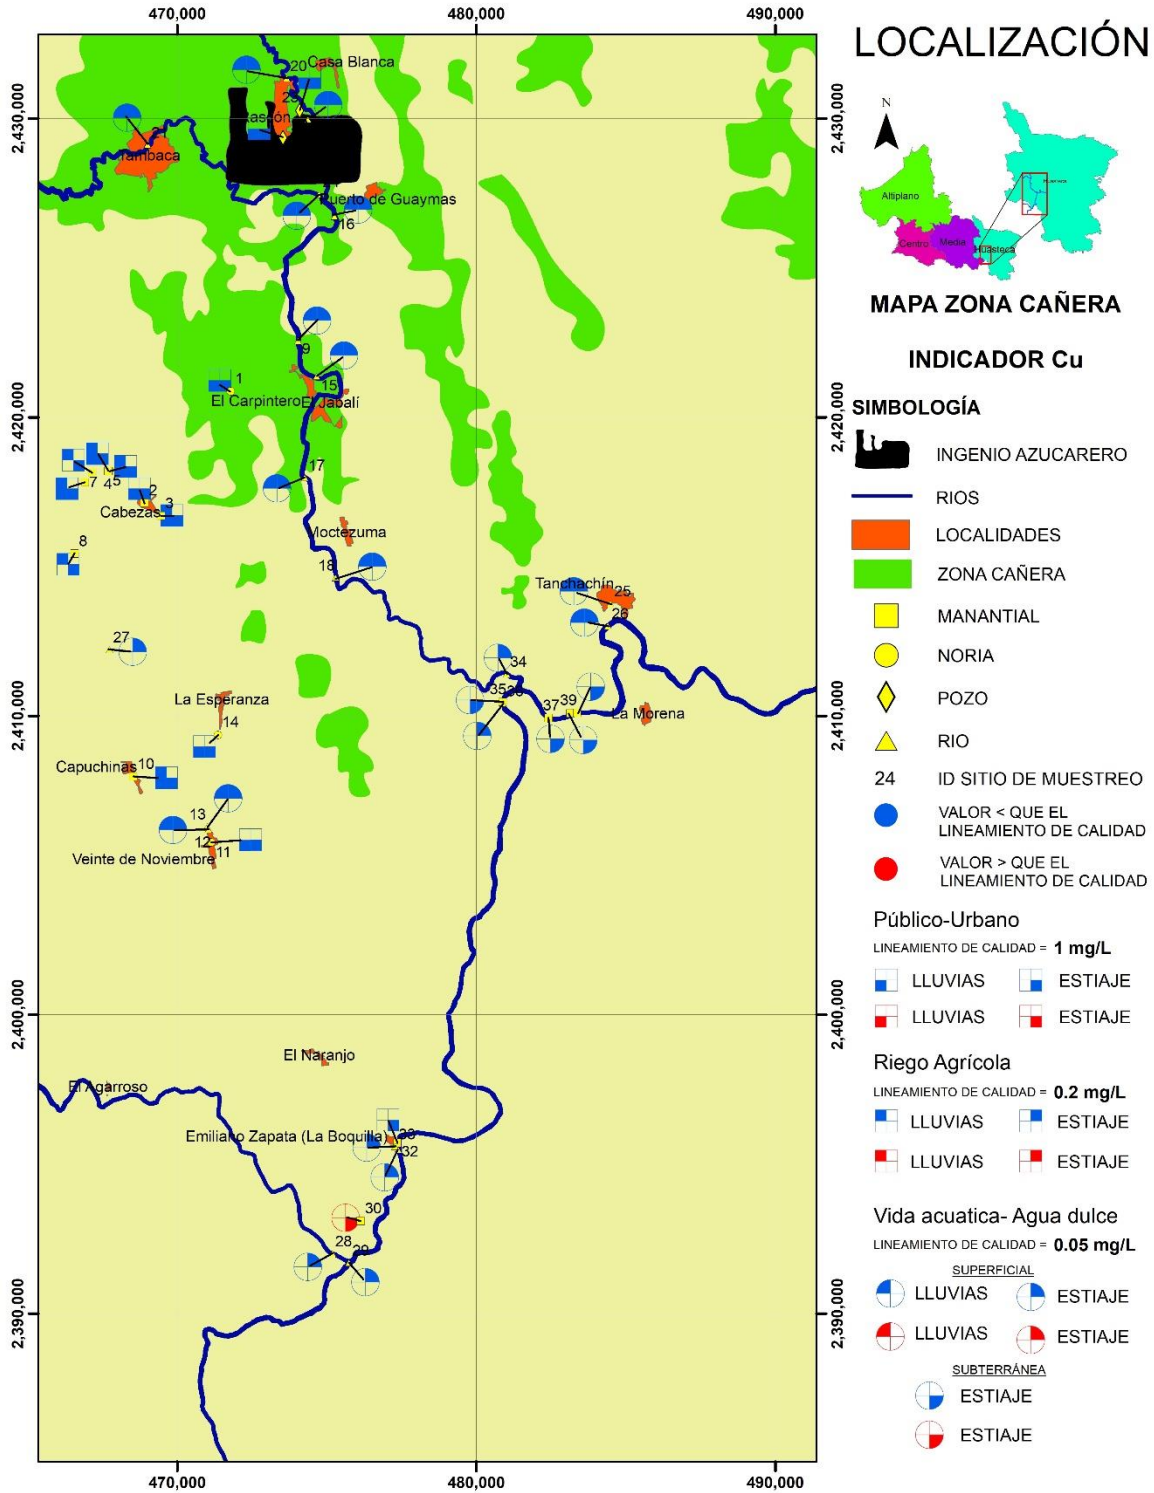 470,000
480,000
490,000
2,430,000
2,420,000
2,410,000
2,400,000
2,390,000
2,430,000
2,420,000
2,410,000
2,400,000
2,390,000
470,000
480,000
490,000
20
Casa Blanca
Tambaca
Puerto de Guaymas
16
9
15
1
El Carpintero
El Jabalí
17
7
4
5
2
Cabezas
3
8
Moctezuma
18
Tanchachín
25
26
27
34
35
37
39
La Morena
La Esperanza
14
Capuchinas
10
13
12
11
Veinte de Noviembre
El Naranjo
El Agarroso
Emiliano Zapata (La Boquilla)
33
32
30
28
29
LOCALIZACIÓN
N
Altiplano
Centro
Media
Huasteca
MAPA ZONA CAÑERA
INDICADOR Cu
SIMBOLOGÍA
INGENIO AZUCARERO
RIOS
LOCALIDADES
ZONA CAÑERA
MANANTIAL
NORIA
POZO
RIO
24
ID SITIO DE MUESTREO
VALOR < QUE EL
LINEAMIENTO DE CALIDAD
VALOR > QUE EL
LINEAMIENTO DE CALIDAD
Público-Urbano
LINEAMIENTO DE CALIDAD = 1 mg/L
LLUVIAS ESTIAJE
LLUVIAS ESTIAJE
Riego Agrícola
LINEAMIENTO DE CALIDAD = 0.2 mg/L
LLUVIAS ESTIAJE
LLUVIAS ESTIAJE
Vida acuatica- Agua dulce
LINEAMIENTO DE CALIDAD = 0.05 mg/L
SUPERFICIAL
LLUVIAS ESTIAJE
LLUVIAS ESTIAJE
SUBTERRÁNEA
ESTIAJE
ESTIAJE